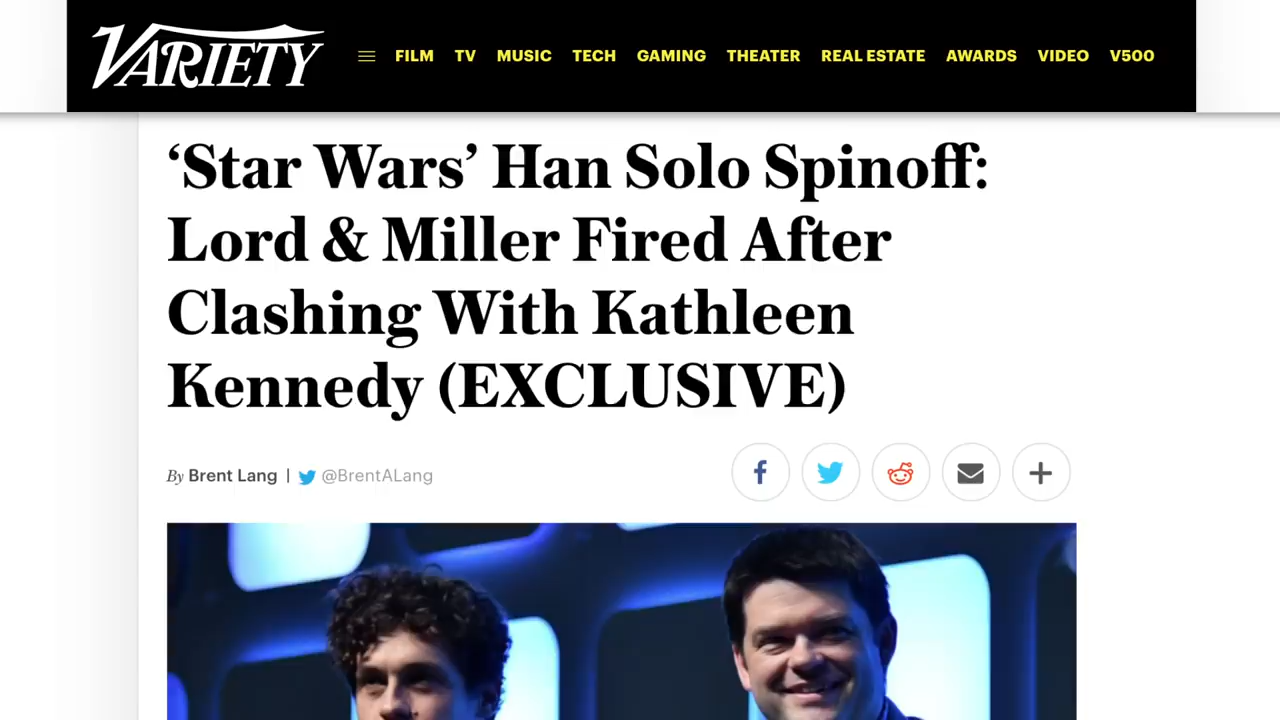 VARIETY
FILM TV MUSIC TECH GAMING THEATER REAL ESTATE AWARDS VIDEO V500
‘Star Wars’ Han Solo Spinoff:
Lord & Miller Fired After
Clashing With Kathleen
Kennedy (EXCLUSIVE)
By Brent Lang | @BrentALang